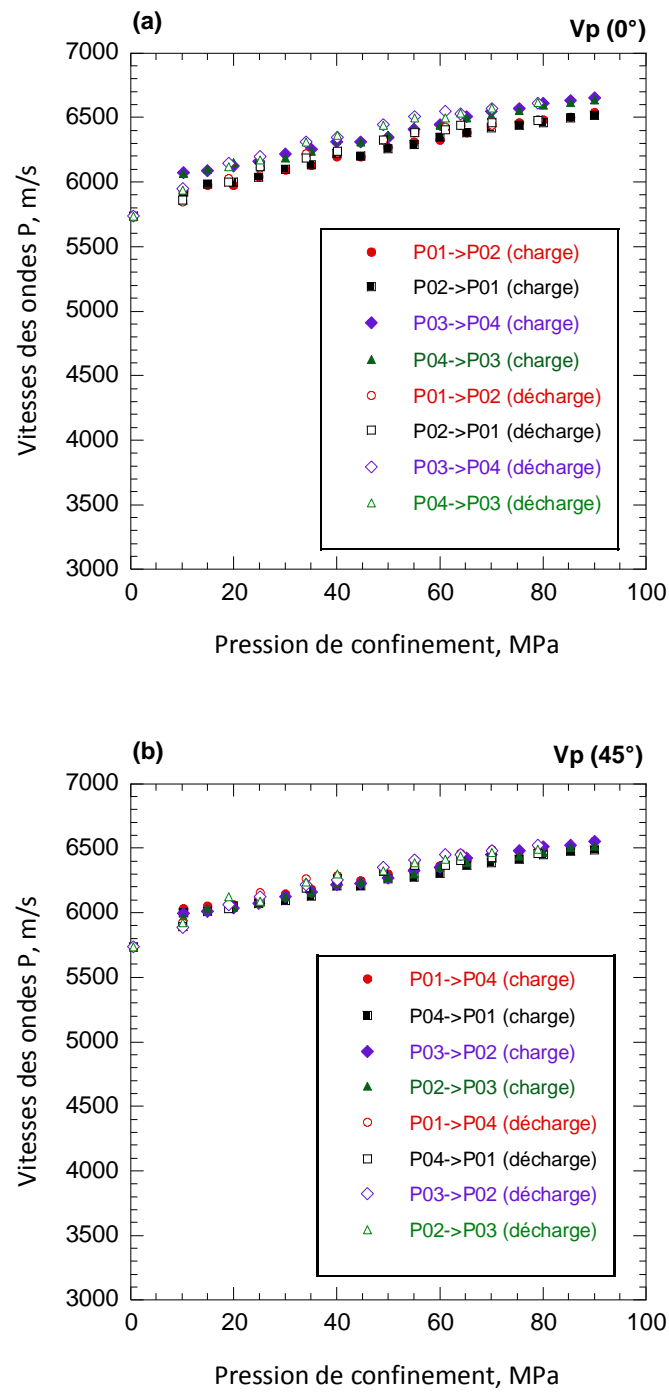 (a)
Vp (0°)
7000
6500
6000
5500
5000
4500
4000
3500
3000
Vitesses des ondes P, m/s
P01->P02 (charge)
P02->P01 (charge)
P03->P04 (charge)
P04->P03 (charge)
P01->P02 (décharge)
P02->P01 (décharge)
P03->P04 (décharge)
P04->P03 (décharge)
0 20 40 60 80 100
Pression de confinement, MPa
(b)
Vp (45°)
7000
6500
6000
5500
5000
4500
4000
3500
3000
Vitesses des ondes P, m/s
P01->P04 (charge)
P04->P01 (charge)
P03->P02 (charge)
P02->P03 (charge)
P01->P04 (décharge)
P04->P01 (décharge)
P03->P02 (décharge)
P02->P03 (décharge)
0 20 40 60 80 100
Pression de confinement, MPa